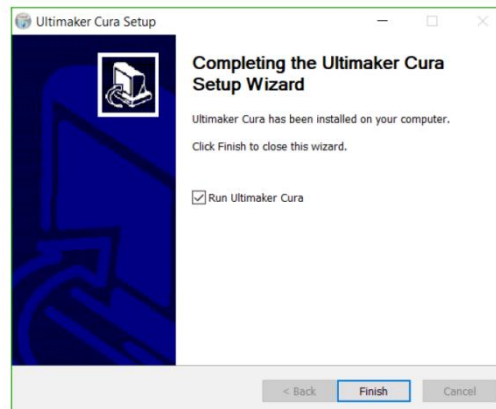 Ultimaker Cura Setup
Completing the Ultimaker Cura
Setup Wizard
Ultimaker Cura has been installed on your computer.
Click Finish to close this wizard.
Run Ultimaker Cura
< Back
Finish
Cancel